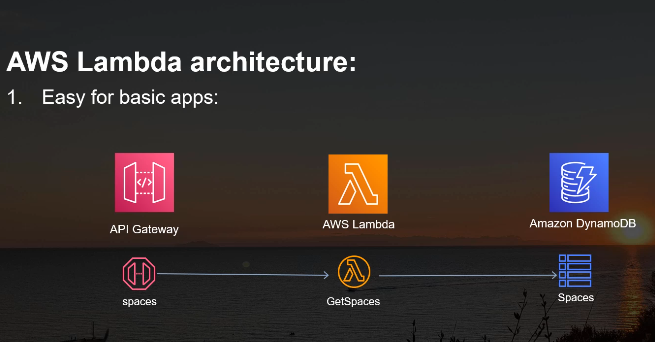 AWS Lambda architecture:
1. Easy for basic apps:
API Gateway
AWS Lambda
Amazon DynamoDB
spaces
GetSpaces
Spaces